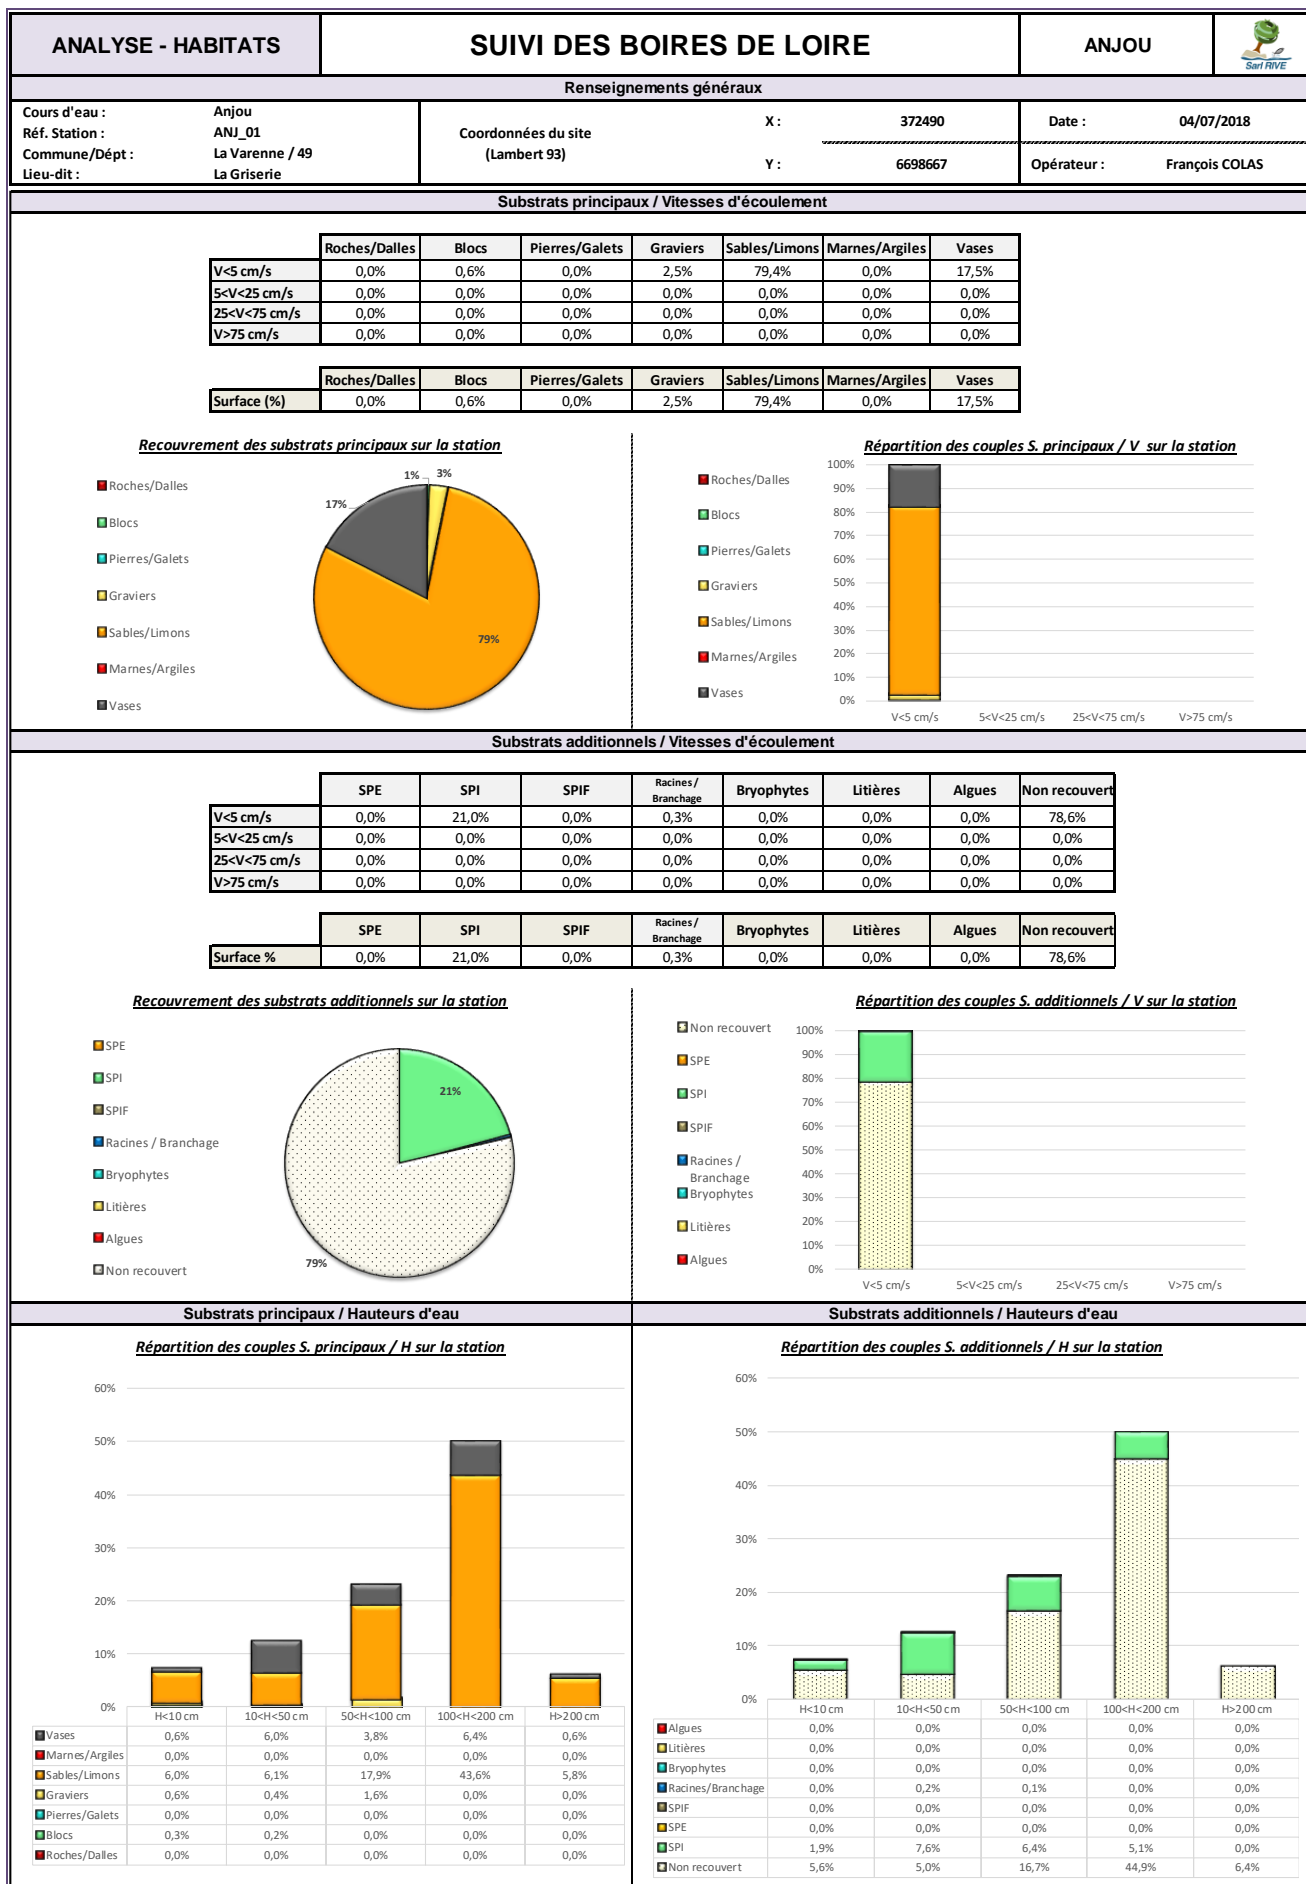 ANALYSE - HABITATS
SUIVI DES BOIRES DE LOIRE
ANJOU
Sarl RIVE
Renseignements généraux
Cours d'eau : Anjou
Réf. Station : ANJ_01
Commune/Dépt : La Varenne / 49
Lieu-dit : La Griserie
Coordonnées du site
(Lambert 93)
X : 372490
Y : 6698667
Date : 04/07/2018
Opérateur : François COLAS
Substrats principaux / Vitesses d'écoulement
Roches/Dalles Blocs Pierres/Galets Graviers Sables/Limons Marnes/Argiles Vases
V<5 cm/s 0,0% 0,6% 0,0% 2,5% 79,4% 0,0% 17,5%
5<V<25 cm/s 0,0% 0,0% 0,0% 0,0% 0,0% 0,0% 0,0%
25<V<75 cm/s 0,0% 0,0% 0,0% 0,0% 0,0% 0,0% 0,0%
V>75 cm/s 0,0% 0,0% 0,0% 0,0% 0,0% 0,0% 0,0%
Roches/Dalles Blocs Pierres/Galets Graviers Sables/Limons Marnes/Argiles Vases
Surface (%) 0,0% 0,6% 0,0% 2,5% 79,4% 0,0% 17,5%
Recouvrement des substrats principaux sur la station
Roches/Dalles
Blocs
Pierres/Galets
Graviers
Sables/Limons
Marnes/Argiles
Vases
1% 3%
17%
79%
Répartition des couples S. principaux / V sur la station
Roches/Dalles
Blocs
Pierres/Galets
Graviers
Sables/Limons
Marnes/Argiles
Vases
100%
90%
80%
70%
60%
50%
40%
30%
20%
10%
0%
V<5 cm/s 5<V<25 cm/s 25<V<75 cm/s V>75 cm/s
Substrats additionnels / Vitesses d'écoulement
SPE SPI SPIF Racines / Branchage Bryophytes Litières Algues Non recouvert
V<5 cm/s 0,0% 21,0% 0,0% 0,3% 0,0% 0,0% 0,0% 78,6%
5<V<25 cm/s 0,0% 0,0% 0,0% 0,0% 0,0% 0,0% 0,0% 0,0%
25<V<75 cm/s 0,0% 0,0% 0,0% 0,0% 0,0% 0,0% 0,0% 0,0%
V>75 cm/s 0,0% 0,0% 0,0% 0,0% 0,0% 0,0% 0,0% 0,0%
SPE SPI SPIF Racines / Branchage Bryophytes Litières Algues Non recouvert
Surface % 0,0% 21,0% 0,0% 0,3% 0,0% 0,0% 0,0% 78,6%
Recouvrement des substrats additionnels sur la station
SPE
SPI
SPIF
Racines / Branchage
Bryophytes
Litières
Algues
Non recouvert
21%
79%
Répartition des couples S. additionnels / V sur la station
Non recouvert
SPE
SPI
SPIF
Racines /
Branchage
Bryophytes
Litières
Algues
100%
90%
80%
70%
60%
50%
40%
30%
20%
10%
0%
V<5 cm/s 5<V<25 cm/s 25<V<75 cm/s V>75 cm/s
Substrats principaux / Hauteurs d'eau
Répartition des couples S. principaux / H sur la station
60%
50%
40%
30%
20%
10%
0%
H<10 cm 10<H<50 cm 50<H<100 cm 100<H<200 cm H>200 cm
Vases 0,6% 6,0% 3,8% 6,4% 0,6%
Marnes/Argiles 0,0% 0,0% 0,0% 0,0% 0,0%
Sables/Limons 6,0% 6,1% 17,9% 43,6% 5,8%
Graviers 0,6% 0,4% 1,6% 0,0% 0,0%
Pierres/Galets 0,0% 0,0% 0,0% 0,0% 0,0%
Blocs 0,3% 0,2% 0,0% 0,0% 0,0%
Roches/Dalles 0,0% 0,0% 0,0% 0,0% 0,0%
Substrats additionnels / Hauteurs d'eau
Répartition des couples S. additionnels / H sur la station
60%
50%
40%
30%
20%
10%
0%
H<10 cm 10<H<50 cm 50<H<100 cm 100<H<200 cm H>200 cm
Algues 0,0% 0,0% 0,0% 0,0% 0,0%
Litières 0,0% 0,0% 0,0% 0,0% 0,0%
Bryophytes 0,0% 0,0% 0,0% 0,0% 0,0%
Racines/Branchage 0,0% 0,2% 0,1% 0,0% 0,0%
SPIF 0,0% 0,0% 0,0% 0,0% 0,0%
SPE 0,0% 0,0% 0,0% 0,0% 0,0%
SPI 1,9% 7,6% 6,4% 5,1% 0,0%
Non recouvert 5,6% 5,0% 16,7% 44,9% 6,4%